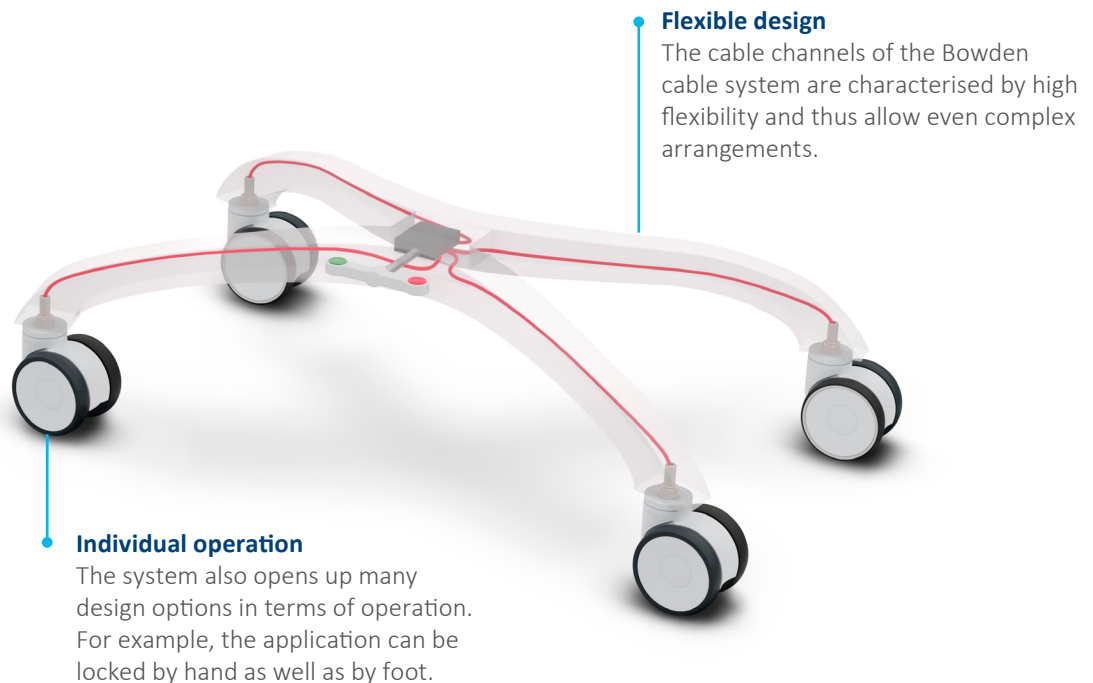 Flexible design
The cable channels of the Bowden
cable system are characterised by high
flexibility and thus allow even complex
arrangements.
Individual operation
The system also opens up many
design options in terms of operation.
For example, the application can be
locked by hand as well as by foot.